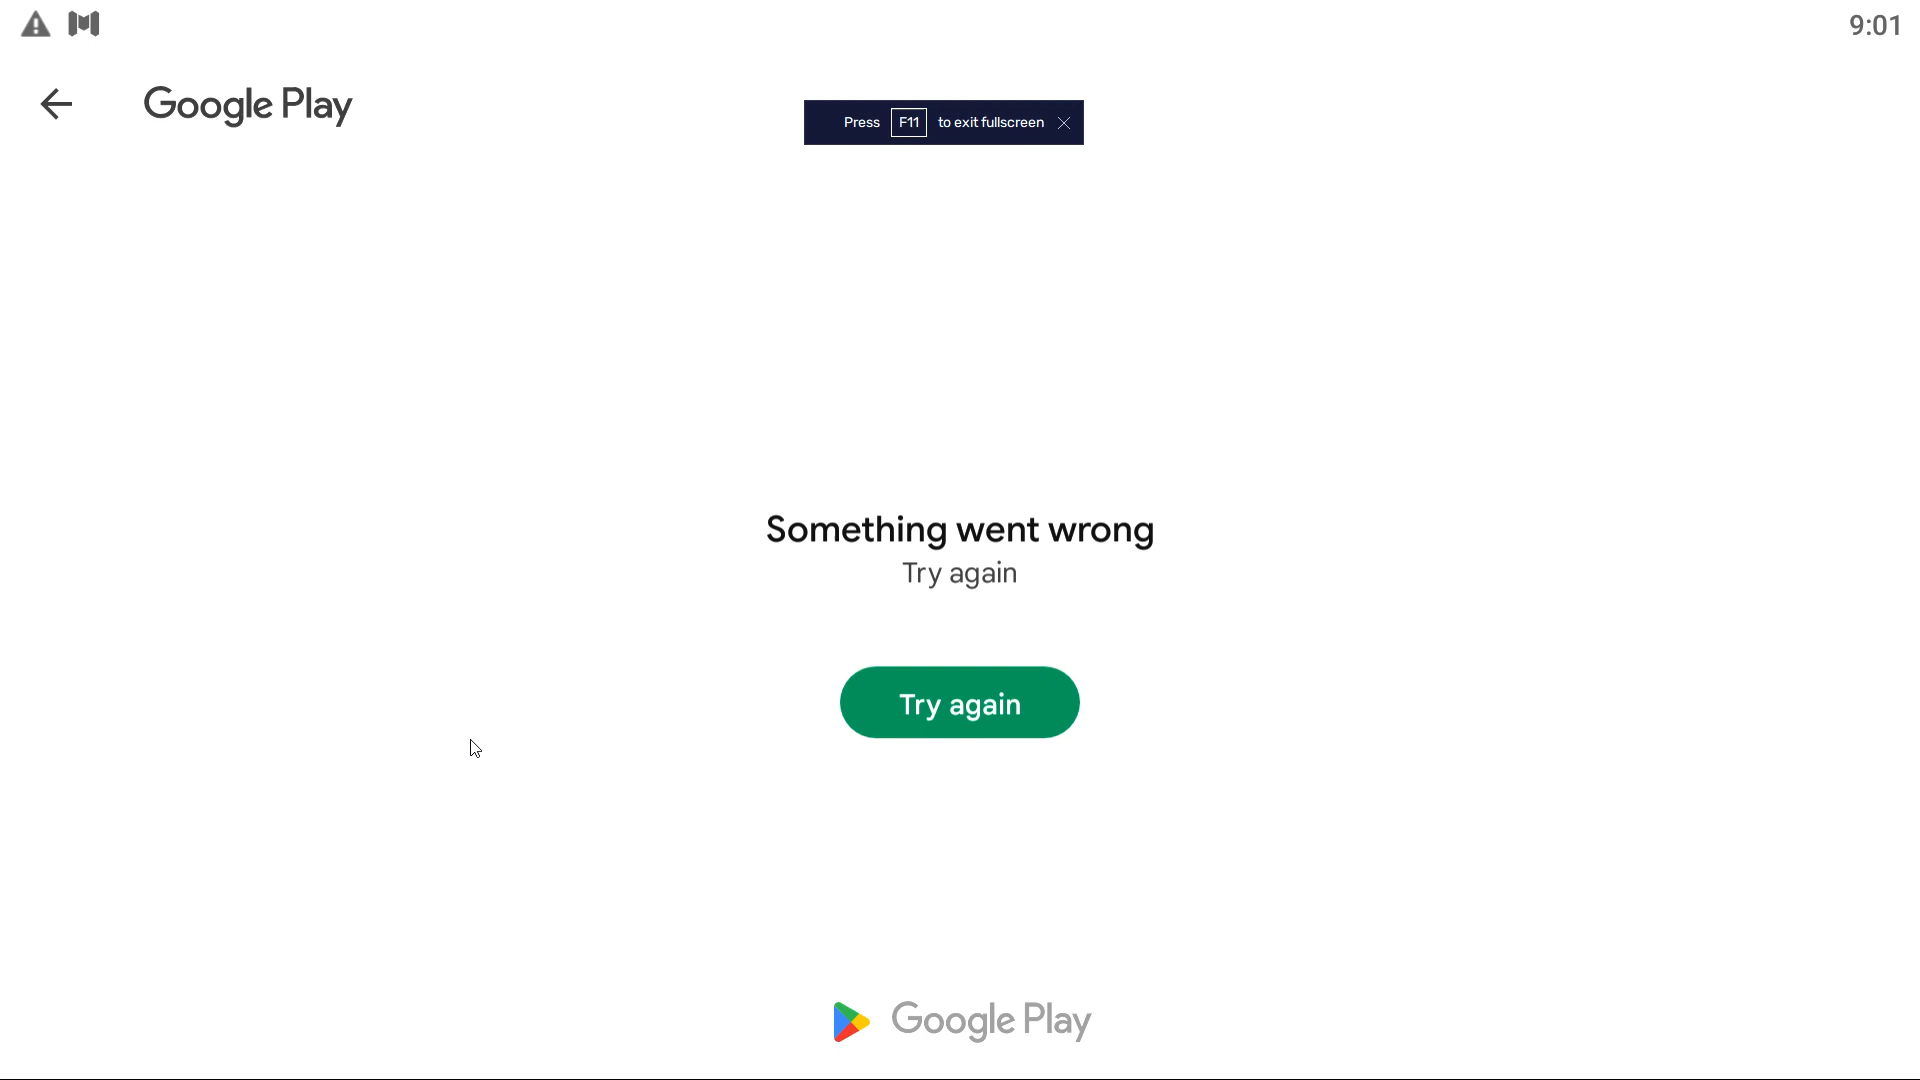 9:01
Google Play
Press F11 to exit fullscreen
Something went wrong
Try again
Try again
Google Play